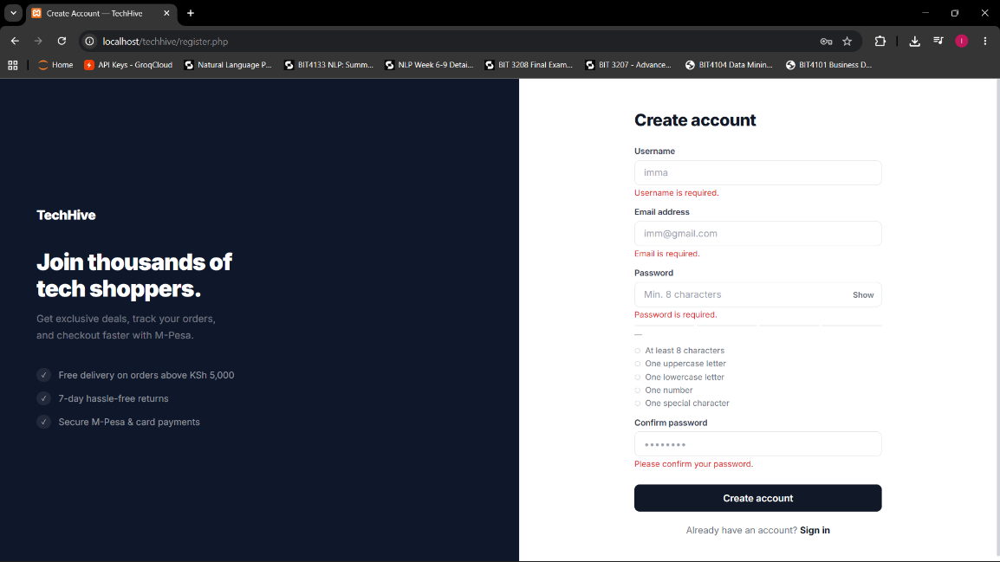 Create Account — TechHive
localhost/techhive/register.php
Home
API Keys - GroqCloud
Natural Language P...
BIT4133 NLP: Summ...
NLP Week 6-9 Detai...
BIT 3208 Final Exam...
BIT 3207 - Advance...
BIT4104 Data Minin...
BIT4101 Business D...
I
TechHive
Join thousands of
tech shoppers.
Get exclusive deals, track your orders,
and checkout faster with M-Pesa.
✓ Free delivery on orders above KSh 5,000
✓ 7-day hassle-free returns
✓ Secure M-Pesa & card payments
Create account
Username
imma
Username is required.
Email address
imm@gmail.com
Email is required.
Password
Min. 8 characters Show
Password is required.
—
At least 8 characters
One uppercase letter
One lowercase letter
One number
One special character
Confirm password
••••••••
Please confirm your password.
Create account
Already have an account? Sign in